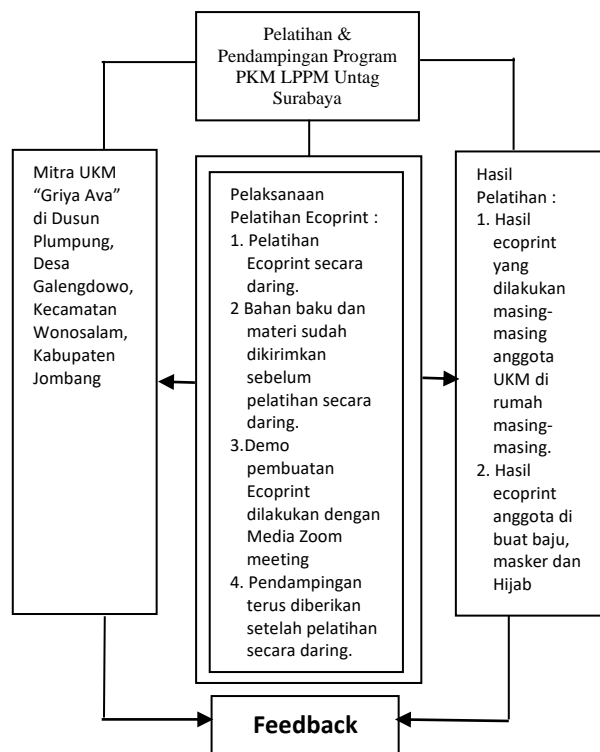 Pelatihan &
Pendampingan Program
PKM LPPM Untag
Surabaya
Mitra UKM
“Griya Ava”
di Dusun
Plumpung,
Desa
Galengdowo,
Kecamatan
Wonosalam,
Kabupaten
Jombang
Pelaksanaan
Pelatihan Ecoprint :
1. Pelatihan
Ecoprint secara
daring.
2 Bahan baku dan
materi sudah
dikirimkan
sebelum
pelatihan secara
daring.
3.Demo
pembuatan
Ecoprint
dilakukan dengan
Media Zoom
meeting
4. Pendampingan
terus diberikan
setelah pelatihan
secara daring.
Hasil
Pelatihan :
1. Hasil
ecoprint
yang
dilakukan
masing-
masing
anggota
UKM di
rumah
masing-
masing.
2. Hasil
ecoprint
anggota di
buat baju,
masker dan
Hijab
Feedback